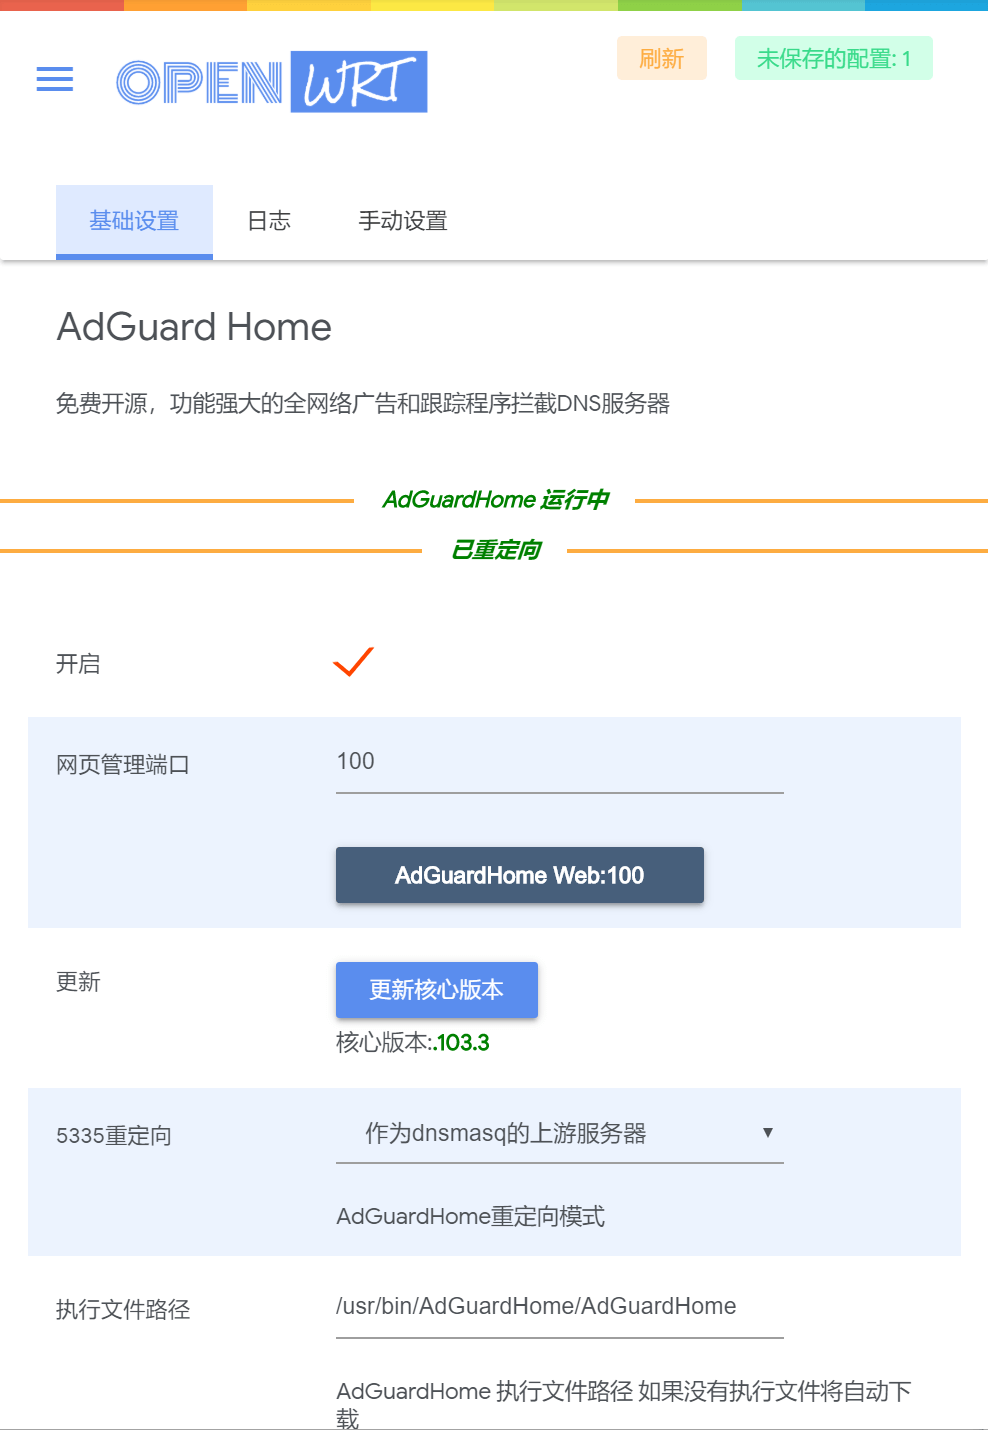 OPENWRT
刷新
未保存的配置: 1
基础设置
日志
手动设置
AdGuard Home
免费开源，功能强大的全网络广告和跟踪程序拦截DNS服务器
AdGuardHome 运行中
已重定向
开启
网页管理端口
100
AdGuardHome Web:100
更新
更新核心版本
核心版本:.103.3
5335重定向
作为dnsmasq的上游服务器
AdGuardHome重定向模式
执行文件路径
/usr/bin/AdGuardHome/AdGuardHome
AdGuardHome 执行文件路径 如果没有执行文件将自动下
载